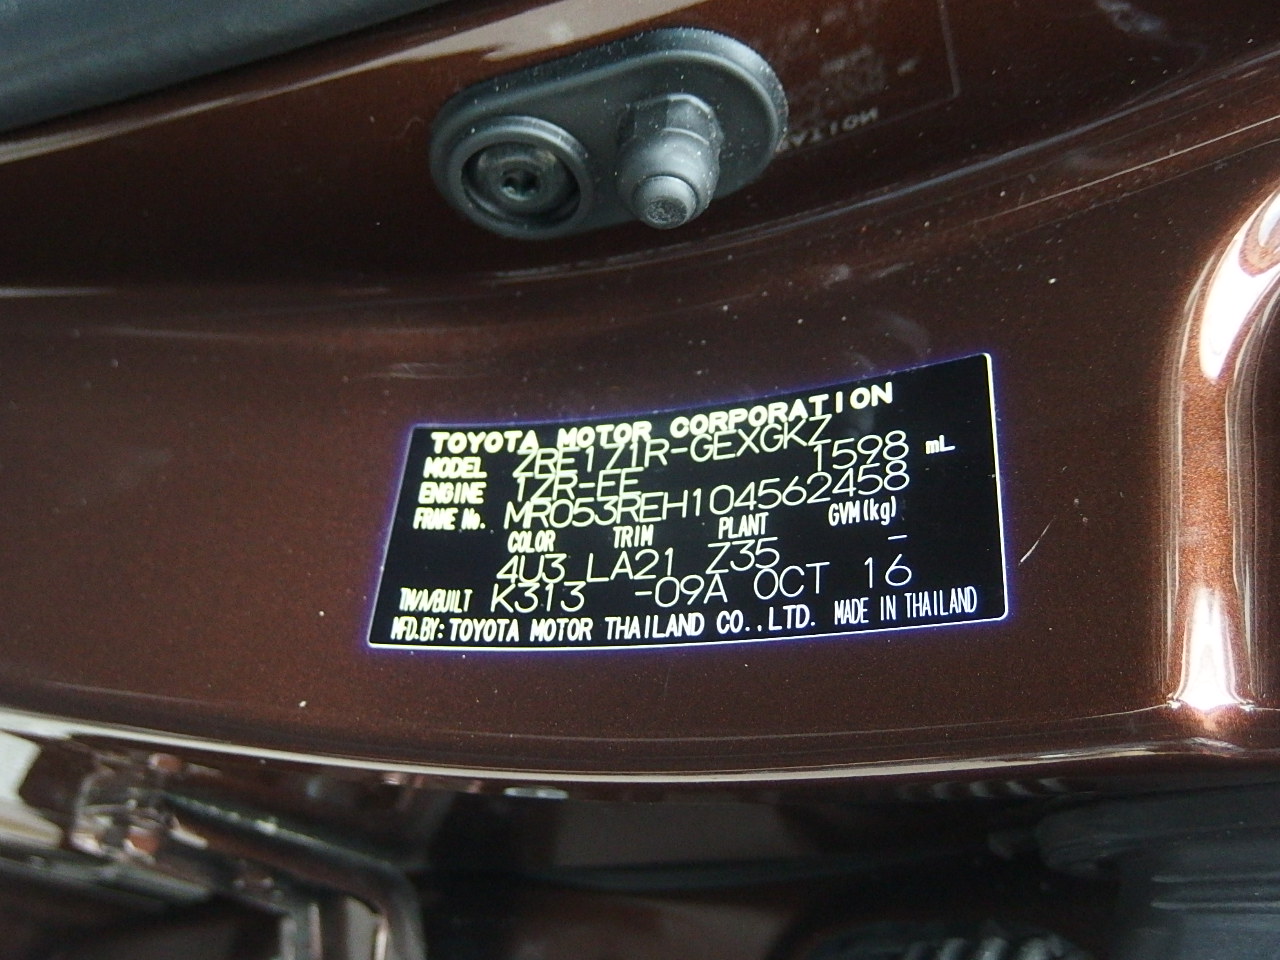 TOYOTA MOTOR CORPORATION
MODEL ZRE171R-GEXGKZ
ENGINE 1ZR-FE 1598 mL
FRAME No. MR053REH104562458
COLOR TRIM PLANT GVM(kg)
4U3 LA21 Z35 -
TM/A/BUILT K313 -09A OCT 16
MFD.BY: TOYOTA MOTOR THAILAND CO.,LTD. MADE IN THAILAND